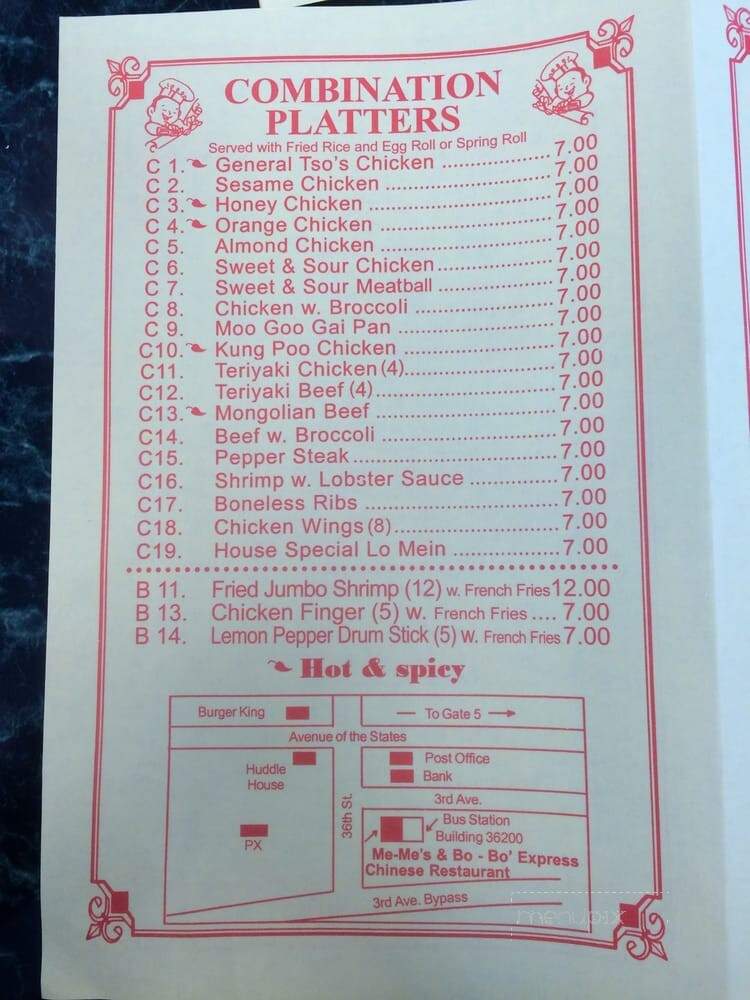 COMBINATION
PLATTERS
Served with Fried Rice and Egg Roll or Spring Roll
C 1. General Tso's Chicken ........................ 7.00
C 2. Sesame Chicken ........................ 7.00
C 3. Honey Chicken ........................ 7.00
C 4. Orange Chicken ........................ 7.00
C 5. Almond Chicken ........................ 7.00
C 6. Sweet & Sour Chicken ........................ 7.00
C 7. Sweet & Sour Meatball ........................ 7.00
C 8. Chicken w. Broccoli ........................ 7.00
C 9. Moo Goo Gai Pan ........................ 7.00
C10. Kung Poo Chicken ........................ 7.00
C11. Teriyaki Chicken (4) ........................ 7.00
C12. Teriyaki Beef (4) ........................ 7.00
C13. Mongolian Beef ........................ 7.00
C14. Beef w. Broccoli ........................ 7.00
C15. Pepper Steak ........................ 7.00
C16. Shrimp w. Lobster Sauce ........................ 7.00
C17. Boneless Ribs ........................ 7.00
C18. Chicken Wings (8) ........................ 7.00
C19. House Special Lo Mein ........................ 7.00
B 11. Fried Jumbo Shrimp (12) w. French Fries 12.00
B 13. Chicken Finger (5) w. French Fries .... 7.00
B 14. Lemon Pepper Drum Stick (5) w. French Fries 7.00
Hot & spicy
Burger King
To Gate 5
Avenue of the States
Huddle
House
Post Office
Bank
36th St.
3rd Ave.
PX
Bus Station
Building 36200
Me-Me's & Bo - Bo' Express
Chinese Restaurant
3rd Ave. Bypass
menupix